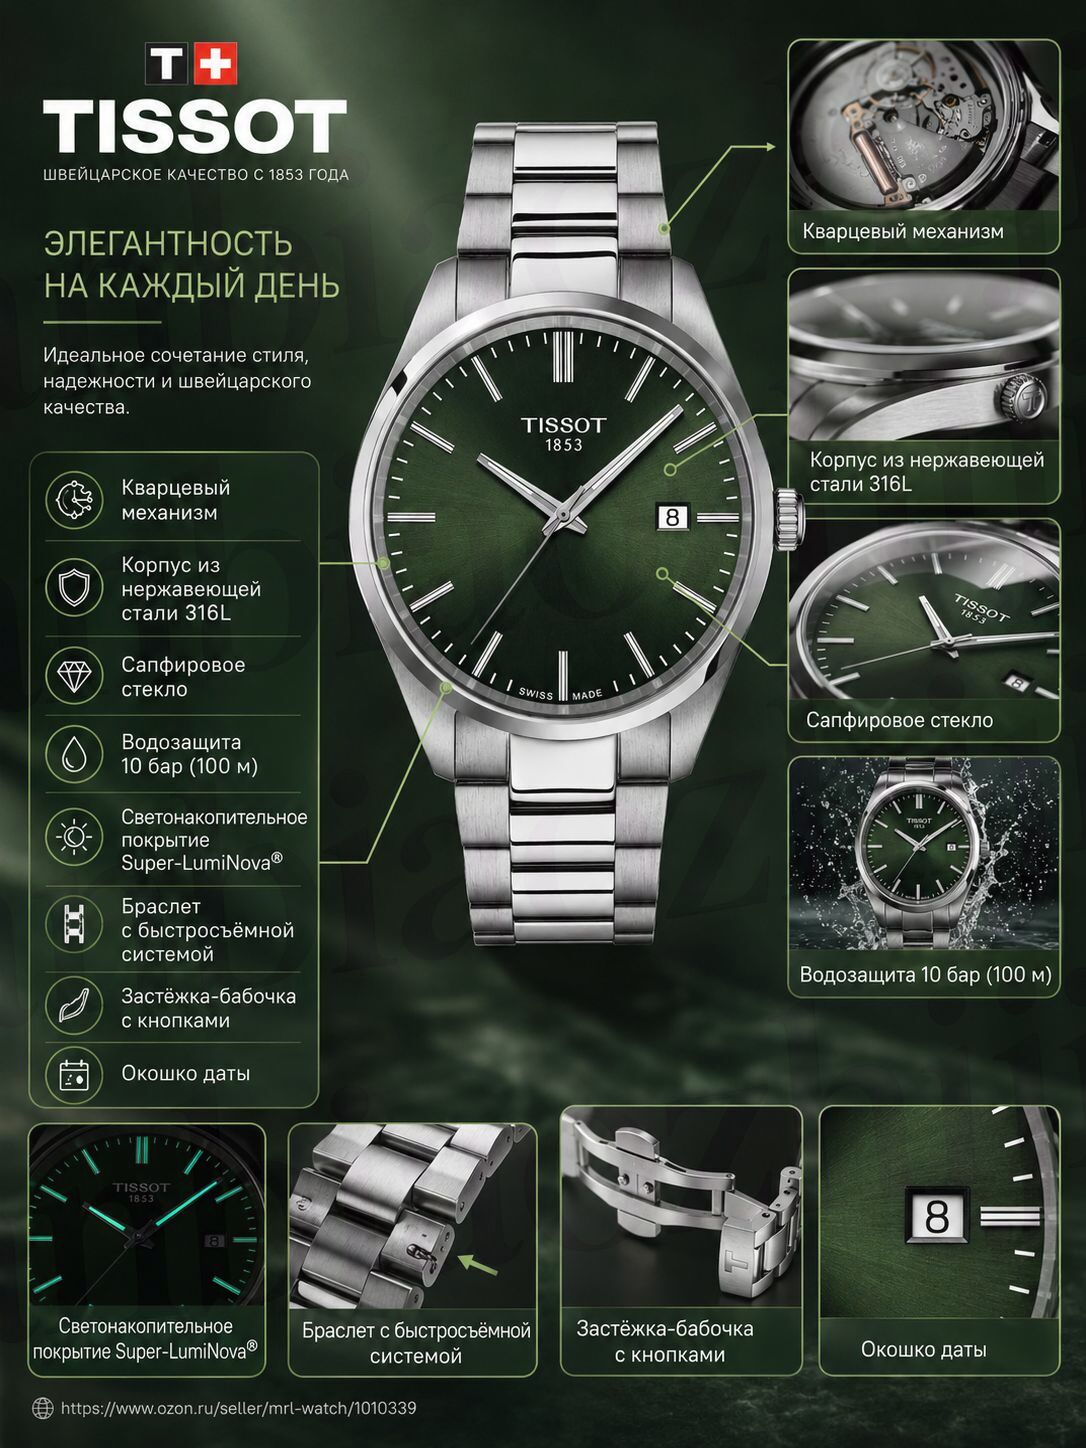 T+
TISSOT
ШВЕЙЦАРСКОЕ КАЧЕСТВО С 1853 ГОДА
ЭЛЕГАНТНОСТЬ
НА КАЖДЫЙ ДЕНЬ
Идеальное сочетание стиля,
надежности и швейцарского
качества.
Кварцевый
механизм
Корпус из
нержавеющей
стали 316L
Сапфировое
стекло
Водозащита
10 бар (100 м)
Светонакопительное
покрытие
Super-LumiNova®
Браслет
с быстросъёмной
системой
Застёжка-бабочка
с кнопками
Окошко даты
TISSOT
1853
8
SWISS MADE
Кварцевый механизм
Корпус из нержавеющей
стали 316L
TISSOT
1853
8
Сапфировое стекло
TISSOT
1853
8
Водозащита 10 бар (100 м)
TISSOT
1853
8
Светонакопительное
покрытие Super-LumiNova®
Браслет с быстросъёмной
системой
T
Застёжка-бабочка
с кнопками
8
Окошко даты
https://www.ozon.ru/seller/mrl-watch/1010339